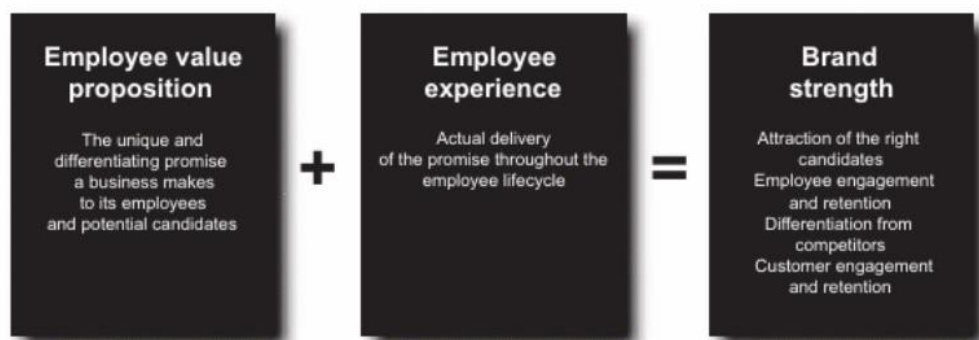 Employee value
proposition
The unique and
differentiating promise
a business makes
to its employees
and potential candidates
+
Employee
experience
Actual delivery
of the promise throughout the
employee lifecycle
=
Brand
strength
Attraction of the right
candidates
Employee engagement
and retention
Differentiation from
competitors
Customer engagement
and retention